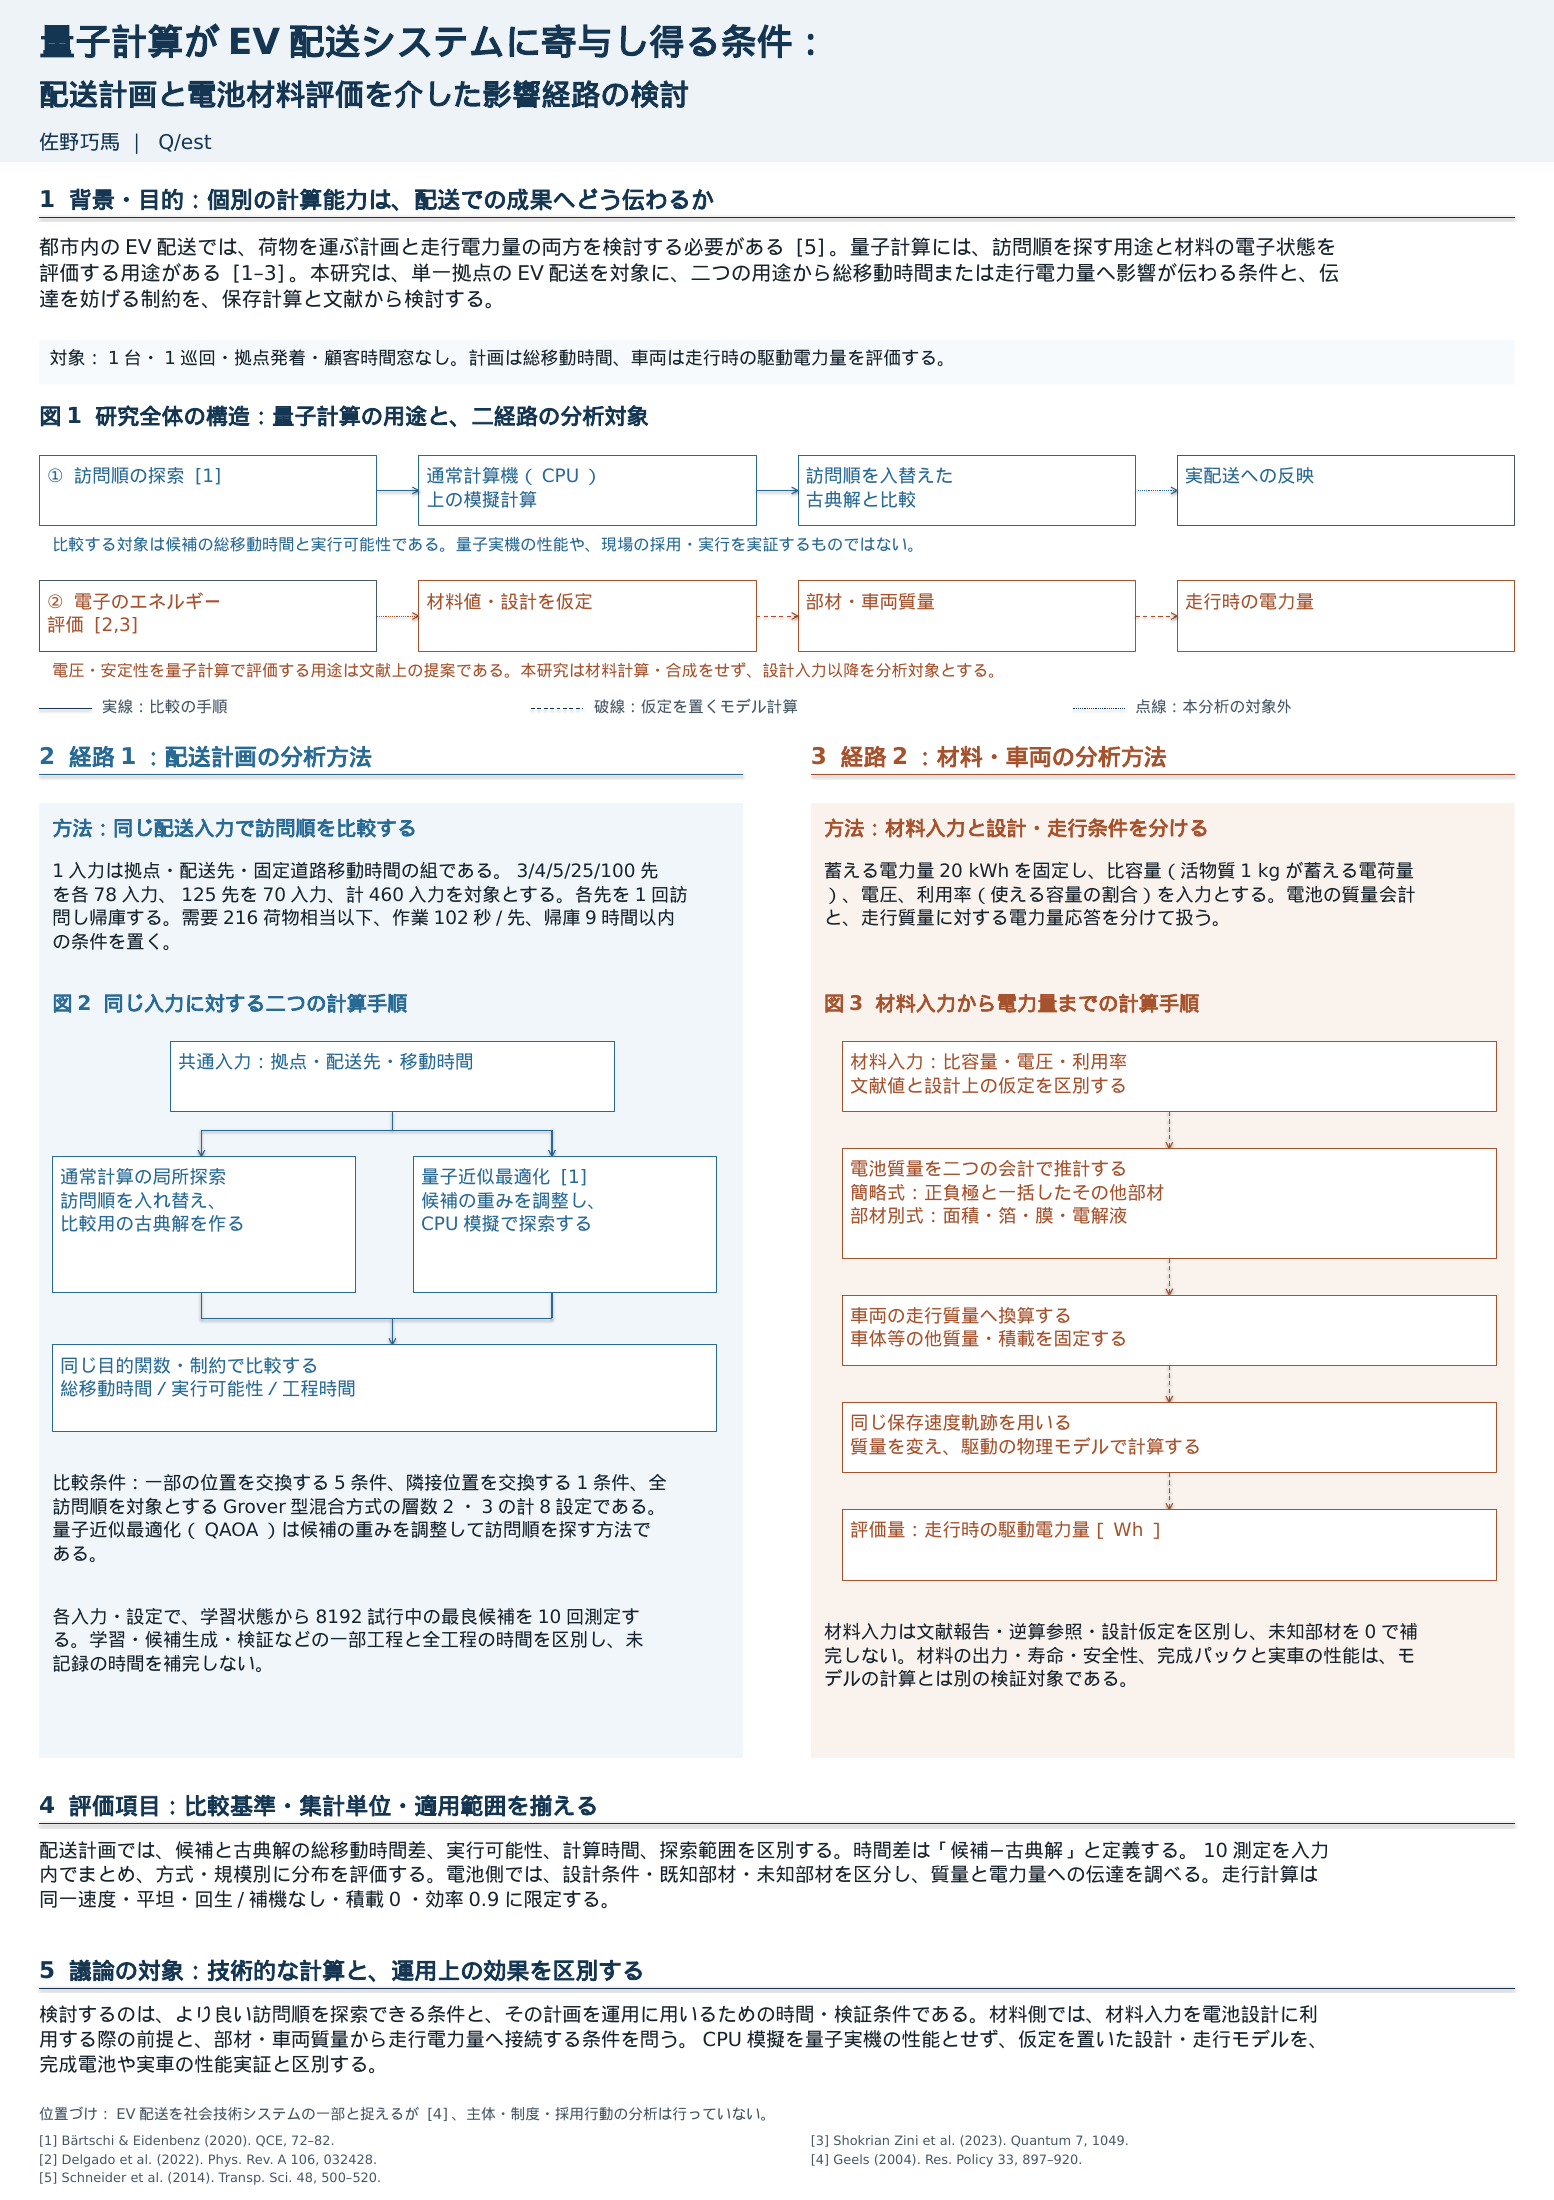 量子計算が EV 配送システムに寄与し得る条件：
配送計画と電池材料評価を介した影響経路の検討
佐野巧馬 ｜ Q/est
1 背景・目的：個別の計算能力は、配送での成果へどう伝わるか
都市内の EV 配送では、荷物を運ぶ計画と走行電力量の両方を検討する必要がある [5]。量子計算には、訪問順を探す用途と材料の電子状態を
評価する用途がある [1–3]。本研究は、単一拠点の EV 配送を対象に、二つの用途から総移動時間または走行電力量へ影響が伝わる条件と、伝
達を妨げる制約を、保存計算と文献から検討する。
対象： 1 台・ 1 巡回・拠点発着・顧客時間窓なし。計画は総移動時間、車両は走行時の駆動電力量を評価する。
図 1 研究全体の構造：量子計算の用途と、二経路の分析対象
① 訪問順の探索 [1]
通常計算機（ CPU ）
上の模擬計算
訪問順を入替えた
古典解と比較
実配送への反映
比較する対象は候補の総移動時間と実行可能性である。量子実機の性能や、現場の採用・実行を実証するものではない。
② 電子のエネルギー
評価 [2,3]
材料値・設計を仮定
部材・車両質量
走行時の電力量
電圧・安定性を量子計算で評価する用途は文献上の提案である。本研究は材料計算・合成をせず、設計入力以降を分析対象とする。
実線：比較の手順
破線：仮定を置くモデル計算
点線：本分析の対象外
2 経路 1 ：配送計画の分析方法
方法：同じ配送入力で訪問順を比較する
1 入力は拠点・配送先・固定道路移動時間の組である。 3/4/5/25/100 先
を各 78 入力、 125 先を 70 入力、計 460 入力を対象とする。各先を 1 回訪
問し帰庫する。需要 216 荷物相当以下、作業 102 秒 / 先、帰庫 9 時間以内
の条件を置く。
図 2 同じ入力に対する二つの計算手順
共通入力：拠点・配送先・移動時間
通常計算の局所探索
訪問順を入れ替え、
比較用の古典解を作る
量子近似最適化 [1]
候補の重みを調整し、
CPU 模擬で探索する
同じ目的関数・制約で比較する
総移動時間 / 実行可能性 / 工程時間
比較条件：一部の位置を交換する 5 条件、隣接位置を交換する 1 条件、全
訪問順を対象とする Grover 型混合方式の層数 2 ・ 3 の計 8 設定である。
量子近似最適化（ QAOA ）は候補の重みを調整して訪問順を探す方法で
ある。
各入力・設定で、学習状態から 8192 試行中の最良候補を 10 回測定す
る。学習・候補生成・検証などの一部工程と全工程の時間を区別し、未
記録の時間を補完しない。
3 経路 2 ：材料・車両の分析方法
方法：材料入力と設計・走行条件を分ける
蓄える電力量 20 kWh を固定し、比容量（活物質 1 kg が蓄える電荷量
）、電圧、利用率（使える容量の割合）を入力とする。電池の質量会計
と、走行質量に対する電力量応答を分けて扱う。
図 3 材料入力から電力量までの計算手順
材料入力：比容量・電圧・利用率
文献値と設計上の仮定を区別する
電池質量を二つの会計で推計する
簡略式：正負極と一括したその他部材
部材別式：面積・箔・膜・電解液
車両の走行質量へ換算する
車体等の他質量・積載を固定する
同じ保存速度軌跡を用いる
質量を変え、駆動の物理モデルで計算する
評価量：走行時の駆動電力量 [ Wh ]
材料入力は文献報告・逆算参照・設計仮定を区別し、未知部材を 0 で補
完しない。材料の出力・寿命・安全性、完成パックと実車の性能は、モ
デルの計算とは別の検証対象である。
4 評価項目：比較基準・集計単位・適用範囲を揃える
配送計画では、候補と古典解の総移動時間差、実行可能性、計算時間、探索範囲を区別する。時間差は「候補−古典解」と定義する。 10 測定を入力
内でまとめ、方式・規模別に分布を評価する。電池側では、設計条件・既知部材・未知部材を区分し、質量と電力量への伝達を調べる。走行計算は
同一速度・平坦・回生 / 補機なし・積載 0 ・効率 0.9 に限定する。
5 議論の対象：技術的な計算と、運用上の効果を区別する
検討するのは、より良い訪問順を探索できる条件と、その計画を運用に用いるための時間・検証条件である。材料側では、材料入力を電池設計に利
用する際の前提と、部材・車両質量から走行電力量へ接続する条件を問う。 CPU 模擬を量子実機の性能とせず、仮定を置いた設計・走行モデルを、
完成電池や実車の性能実証と区別する。
位置づけ： EV 配送を社会技術システムの一部と捉えるが [4]、主体・制度・採用行動の分析は行っていない。
[1] Bärtschi & Eidenbenz (2020). QCE, 72–82.
[2] Delgado et al. (2022). Phys. Rev. A 106, 032428.
[5] Schneider et al. (2014). Transp. Sci. 48, 500–520.
[3] Shokrian Zini et al. (2023). Quantum 7, 1049.
[4] Geels (2004). Res. Policy 33, 897–920.